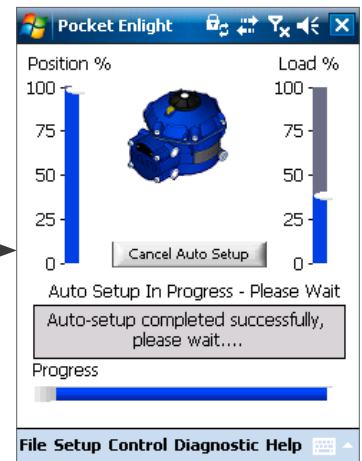 Pocket Enlight
Position % Load %
100 100
75 75
50 50
25 25
0 0
Cancel Auto Setup
Auto Setup In Progress - Please Wait
Auto-setup completed successfully,
please wait....
Progress
File Setup Control Diagnostic Help